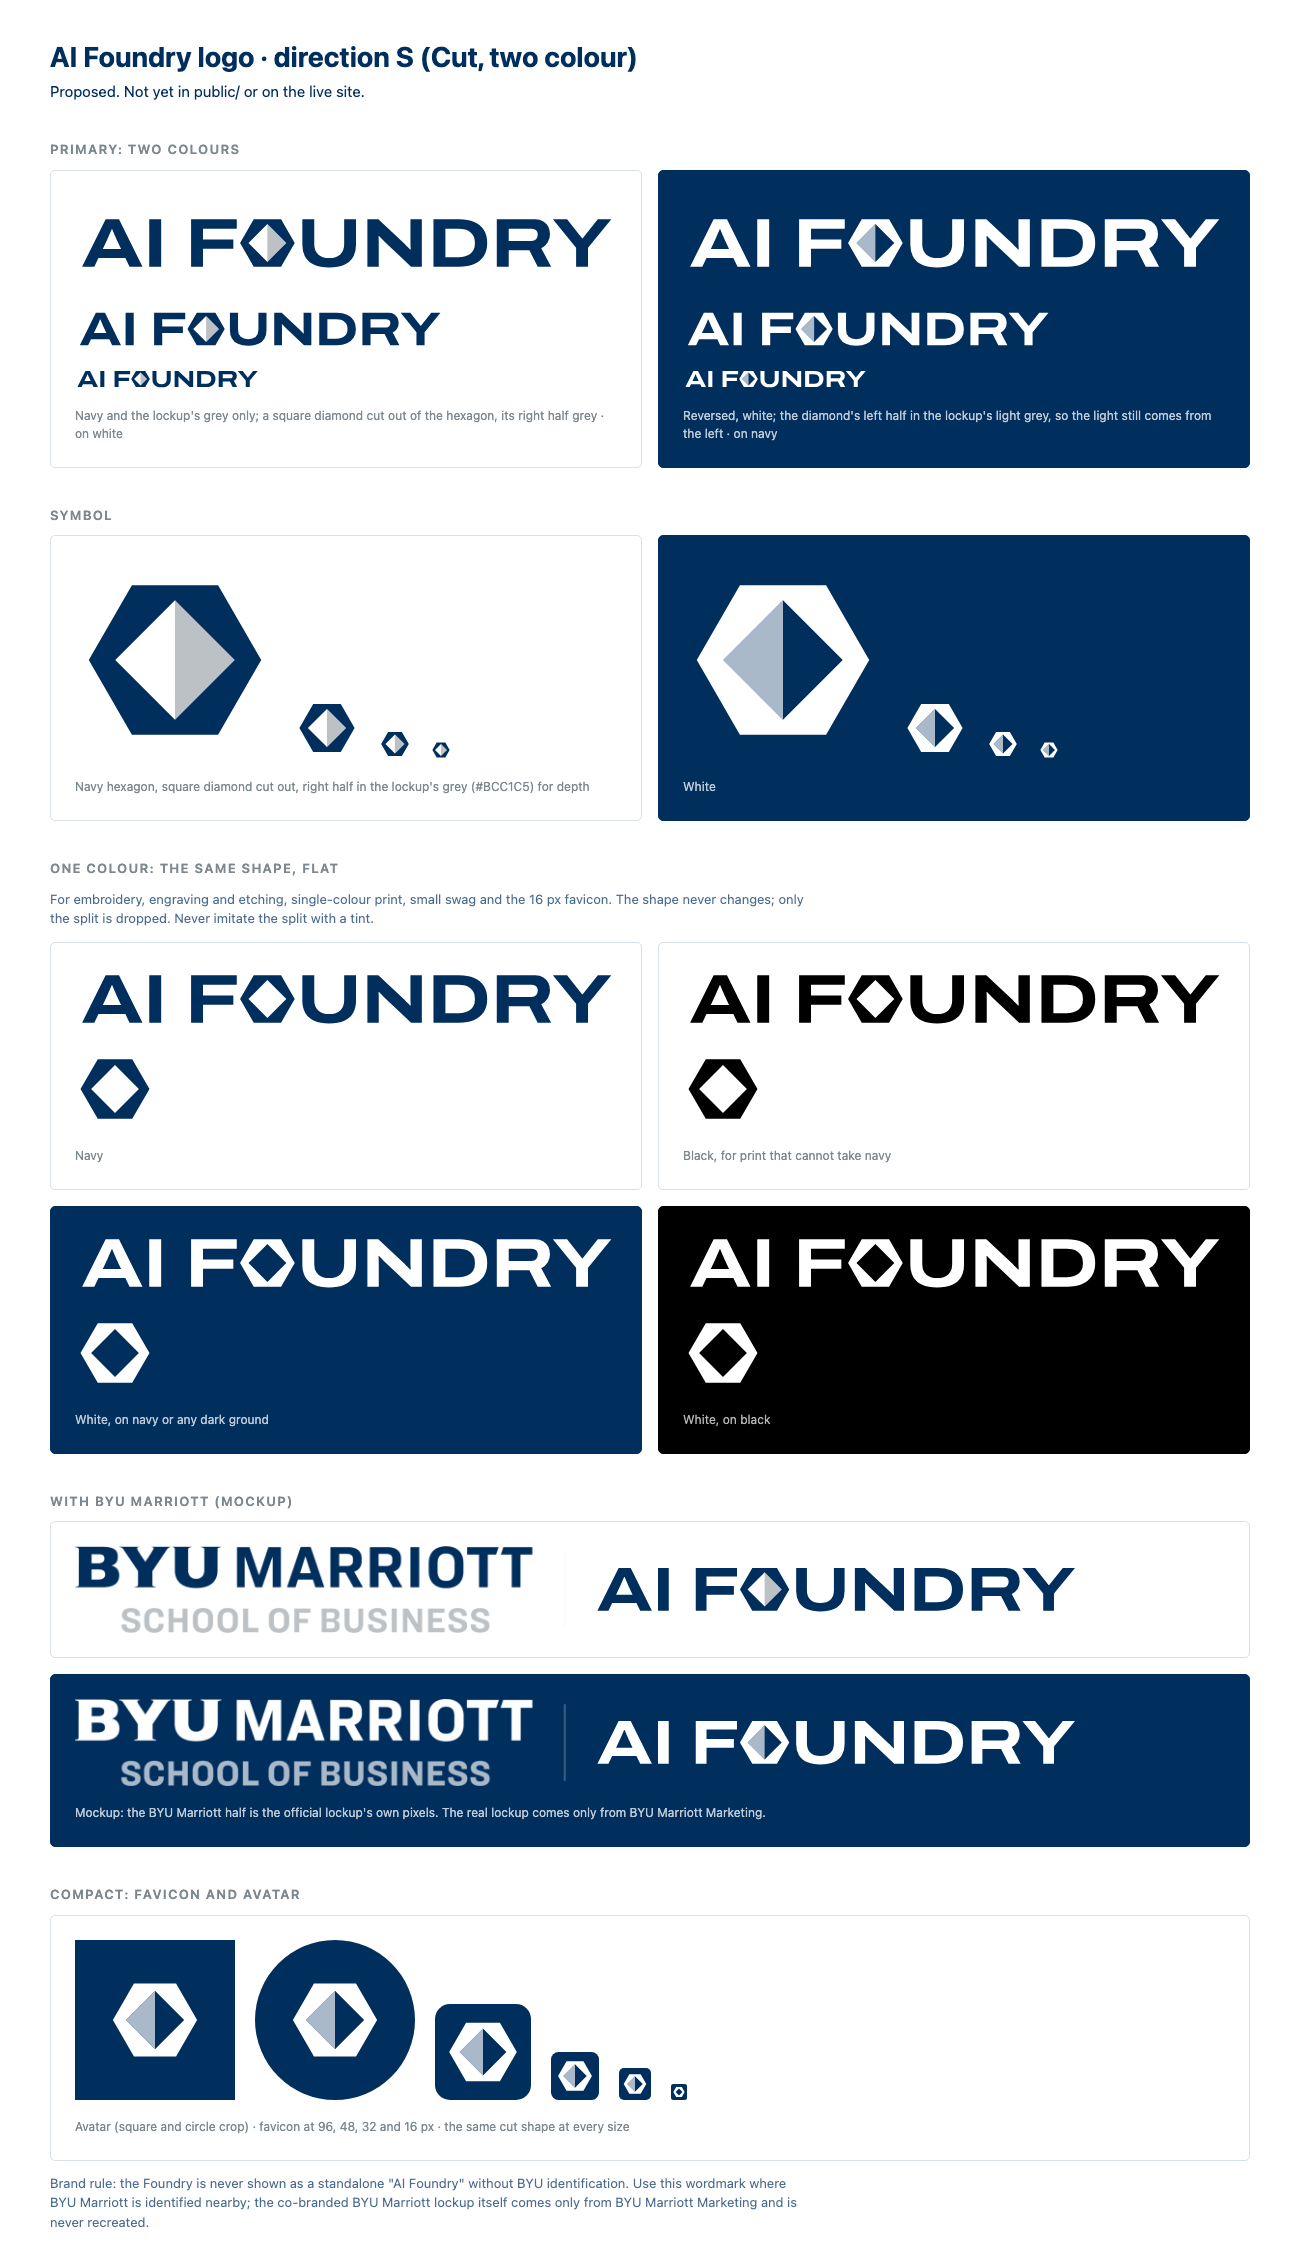 AI Foundry logo · direction S (Cut, two colour)
Proposed. Not yet in public/ or on the live site.
PRIMARY: TWO COLOURS
AI FOUNDRY
AI FOUNDRY
AI FOUNDRY
Navy and the lockup's grey only; a square diamond cut out of the hexagon, its right half grey ·
on white
AI FOUNDRY
AI FOUNDRY
AI FOUNDRY
Reversed, white; the diamond's left half in the lockup's light grey, so the light still comes from
the left · on navy
SYMBOL
Navy hexagon, square diamond cut out, right half in the lockup's grey (#BCC1C5) for depth
White
ONE COLOUR: THE SAME SHAPE, FLAT
For embroidery, engraving and etching, single-colour print, small swag and the 16 px favicon. The shape never changes; only
the split is dropped. Never imitate the split with a tint.
AI FOUNDRY
Navy
AI FOUNDRY
Black, for print that cannot take navy
AI FOUNDRY
White, on navy or any dark ground
AI FOUNDRY
White, on black
WITH BYU MARRIOTT (MOCKUP)
BYU MARRIOTT
SCHOOL OF BUSINESS
AI FOUNDRY
BYU MARRIOTT
SCHOOL OF BUSINESS
AI FOUNDRY
Mockup: the BYU Marriott half is the official lockup's own pixels. The real lockup comes only from BYU Marriott Marketing.
COMPACT: FAVICON AND AVATAR
Avatar (square and circle crop) · favicon at 96, 48, 32 and 16 px · the same cut shape at every size
Brand rule: the Foundry is never shown as a standalone "AI Foundry" without BYU identification. Use this wordmark where
BYU Marriott is identified nearby; the co-branded BYU Marriott lockup itself comes only from BYU Marriott Marketing and is
never recreated.